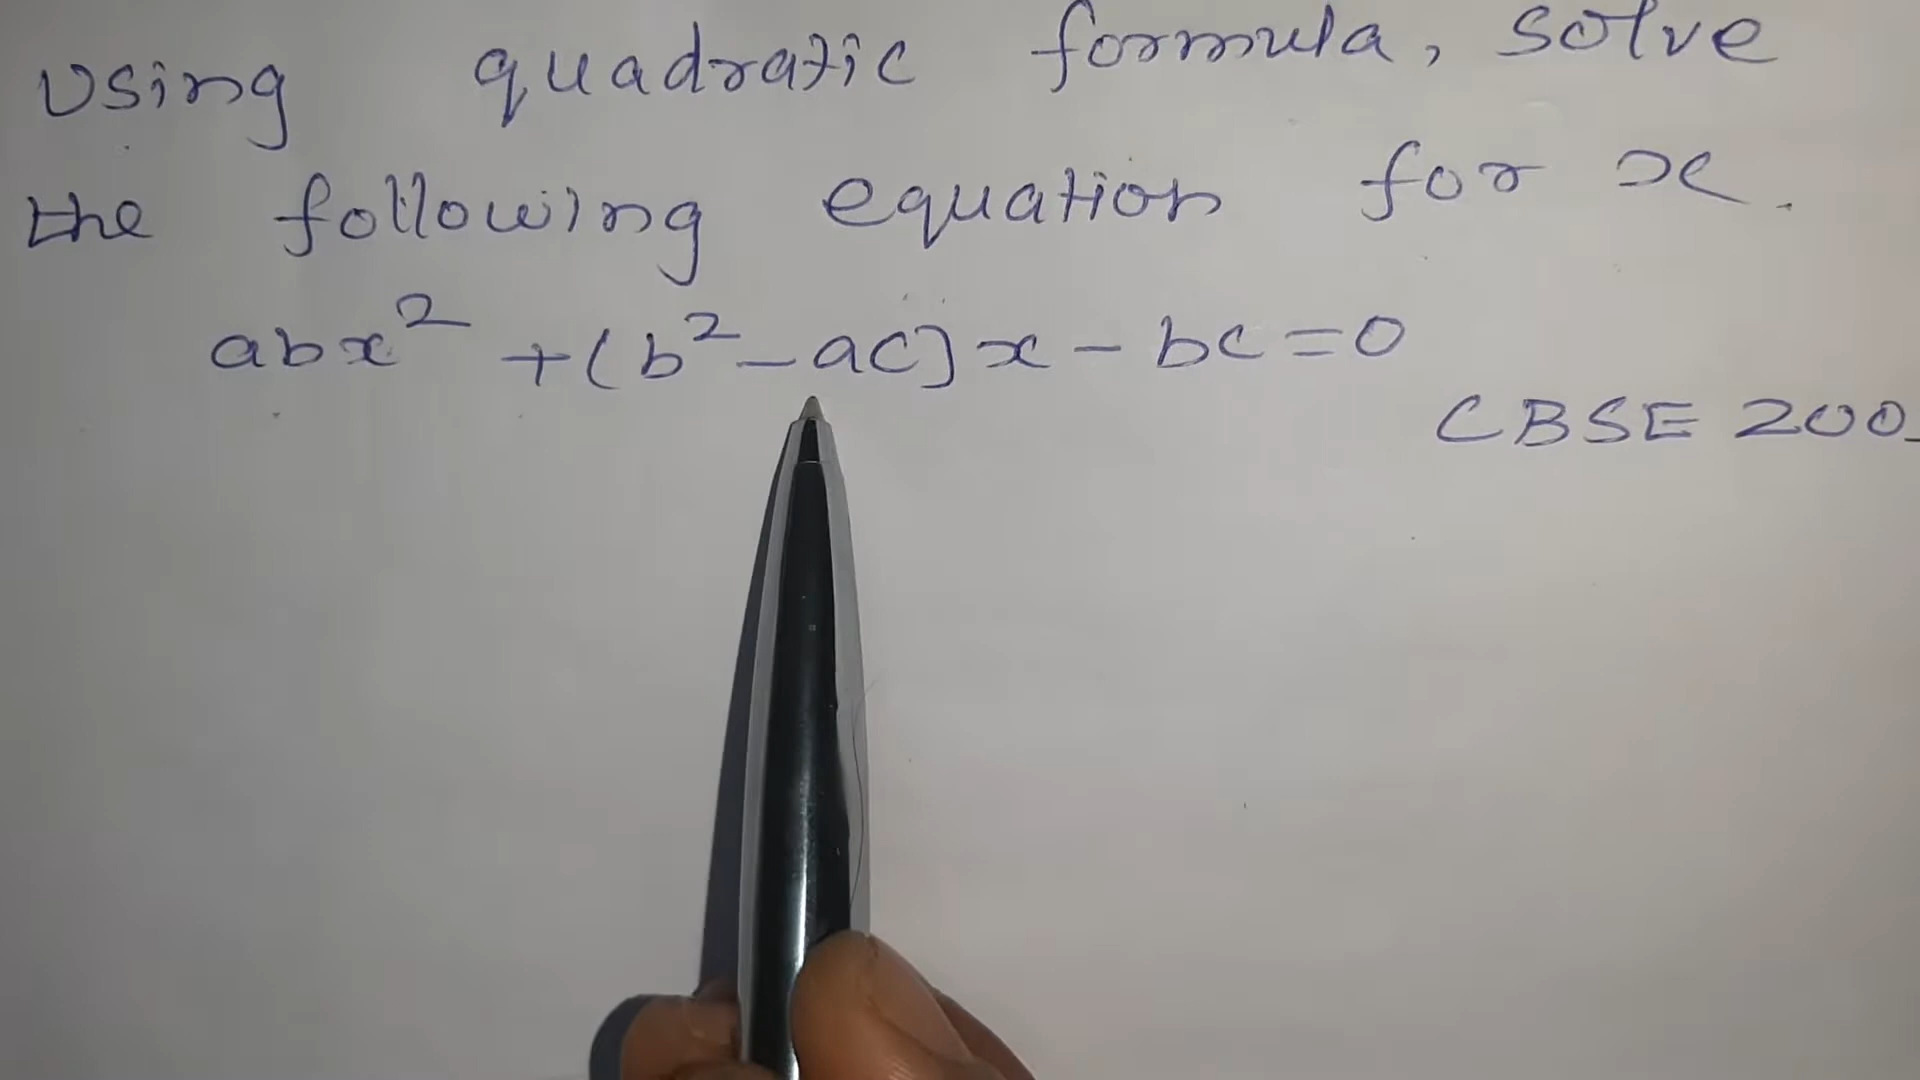 Using quadratic formula, solve
the following equation for x.
abx² + (b² - ac) x - bc = 0
CBSE 200